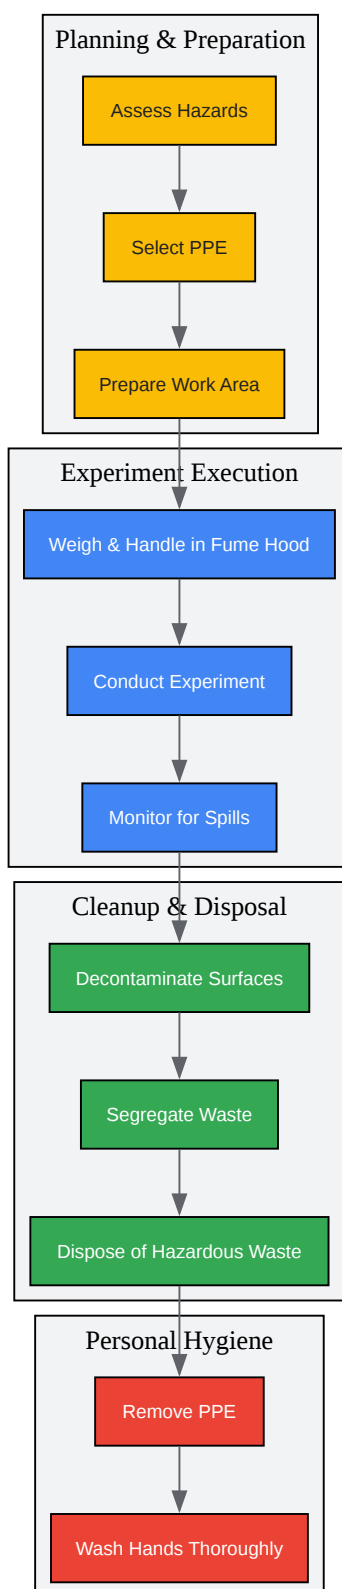 Planning & Preparation
Assess Hazards
Select PPE
Prepare Work Area
Experiment Execution
Weigh & Handle in Fume Hood
Conduct Experiment
Monitor for Spills
Cleanup & Disposal
Decontaminate Surfaces
Segregate Waste
Dispose of Hazardous Waste
Personal Hygiene
Remove PPE
Wash Hands Thoroughly